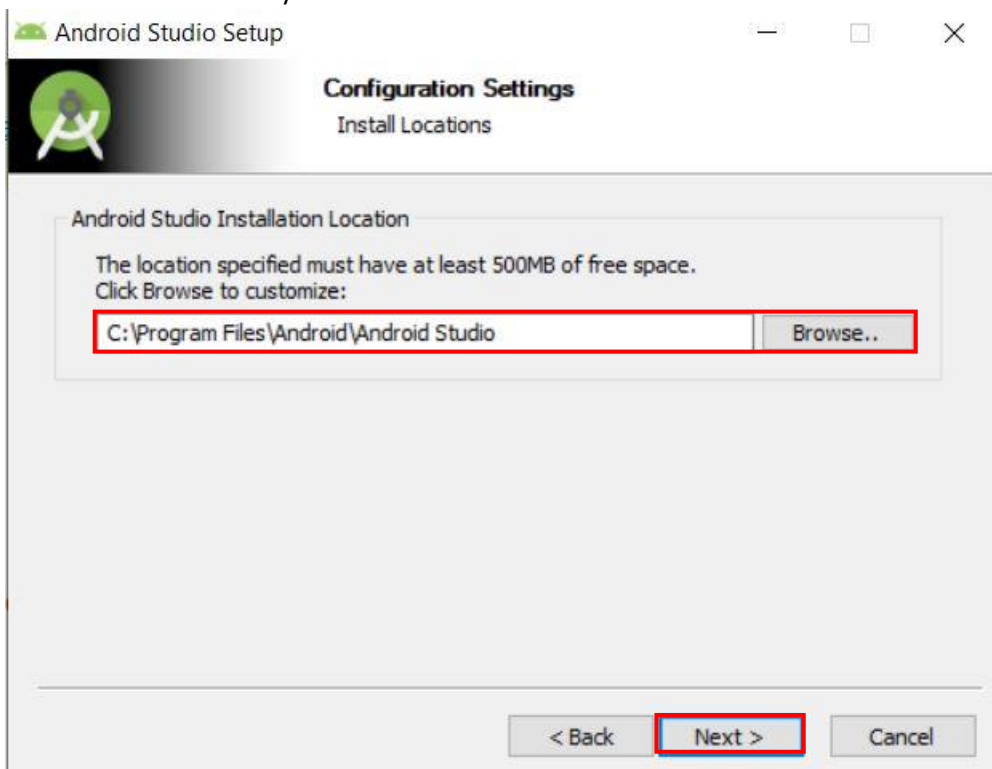 Android Studio Setup
Configuration Settings
Install Locations
Android Studio Installation Location
The location specified must have at least 500MB of free space.
Click Browse to customize:
C:\Program Files\Android\Android Studio
Browse..
< Back
Next >
Cancel